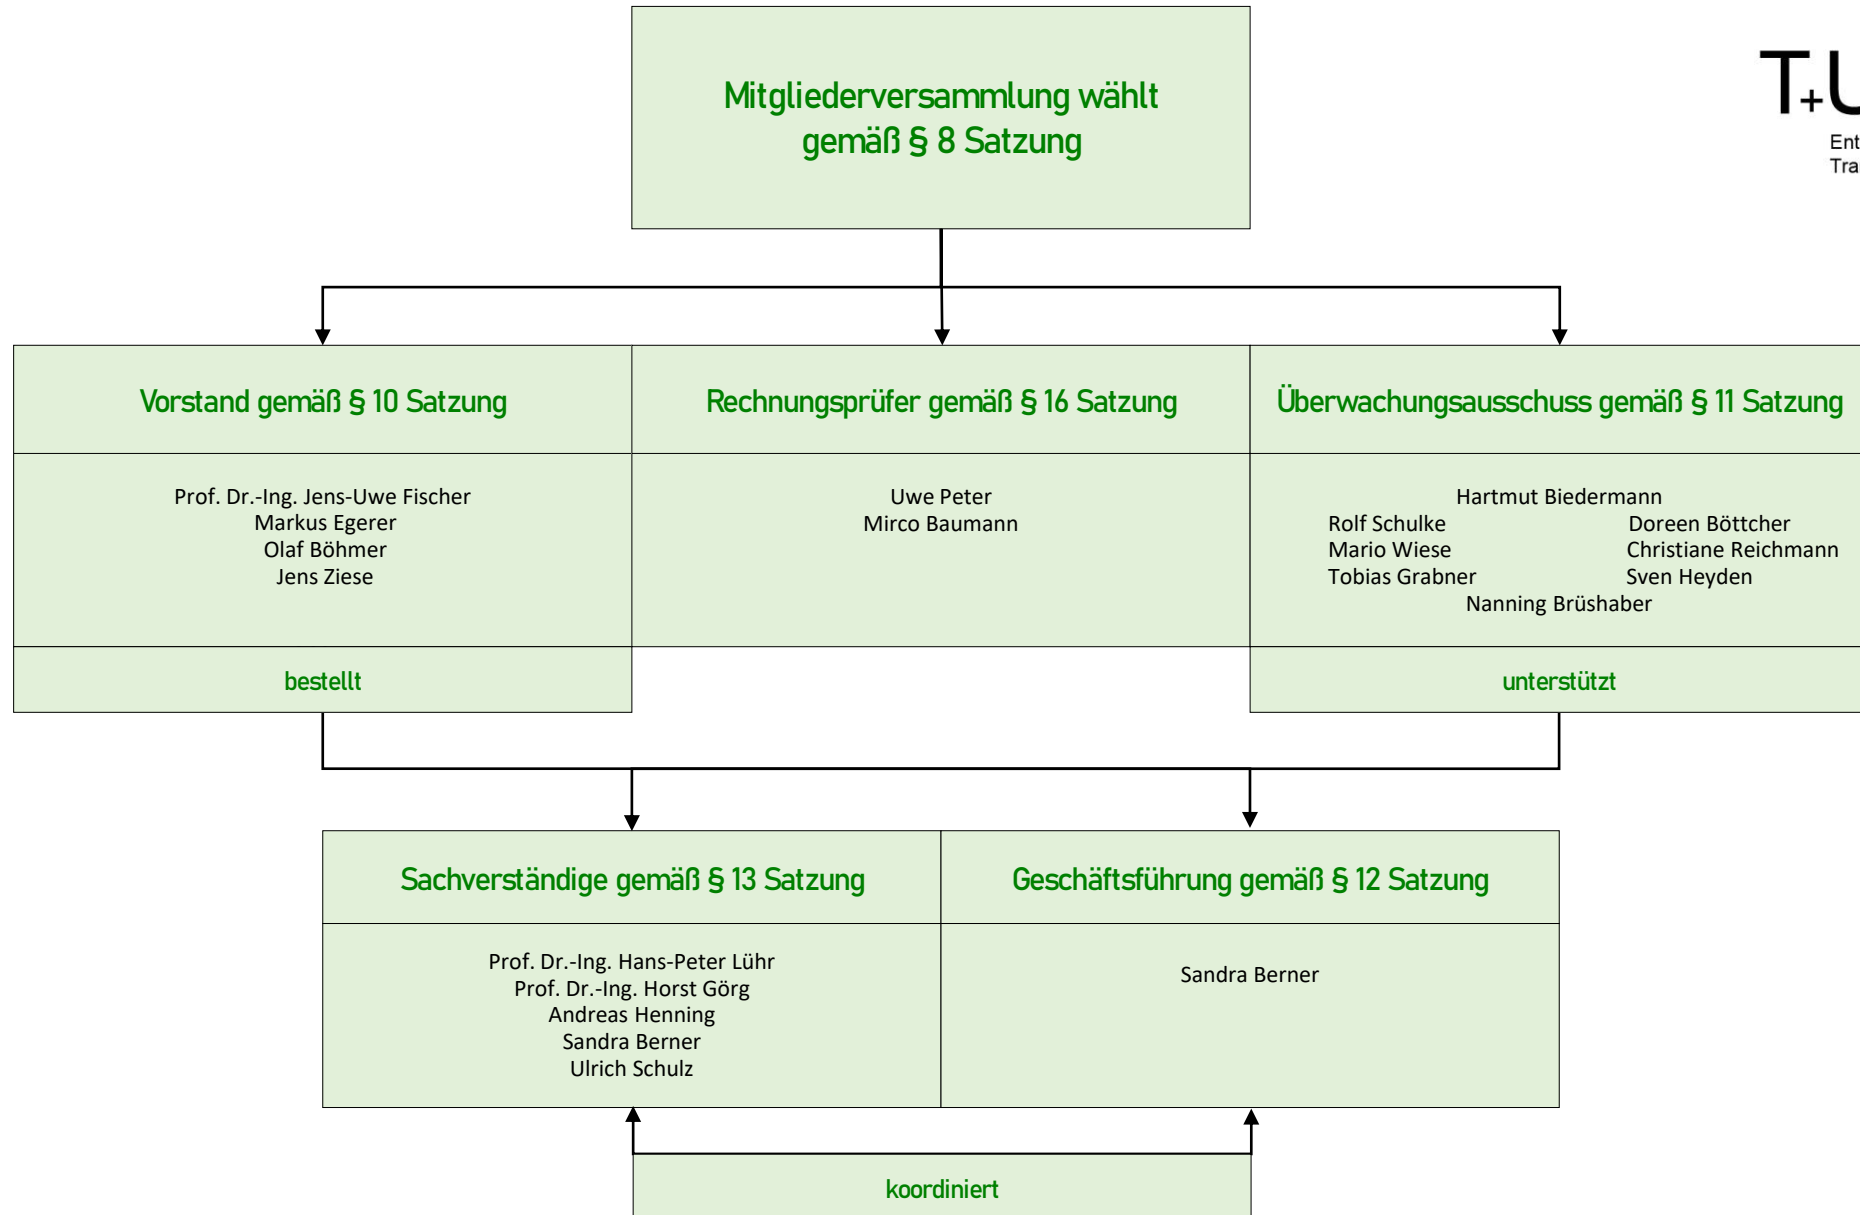 Mitgliederversammlung wählt
gemäß § 8 Satzung
T+U
Ent
Tra
Vorstand gemäß § 10 Satzung
Rechnungsprüfer gemäß § 16 Satzung
Überwachungsausschuss gemäß § 11 Satzung
Prof. Dr.-Ing. Jens-Uwe Fischer
Markus Egerer
Olaf Böhmer
Jens Ziese
Uwe Peter
Mirco Baumann
Hartmut Biedermann
Rolf Schulke Doreen Böttcher
Mario Wiese Christiane Reichmann
Tobias Grabner Sven Heyden
Nanning Brüshaber
bestellt
unterstützt
Sachverständige gemäß § 13 Satzung
Geschäftsführung gemäß § 12 Satzung
Prof. Dr.-Ing. Hans-Peter Lühr
Prof. Dr.-Ing. Horst Görg
Andreas Henning
Sandra Berner
Ulrich Schulz
Sandra Berner
koordiniert